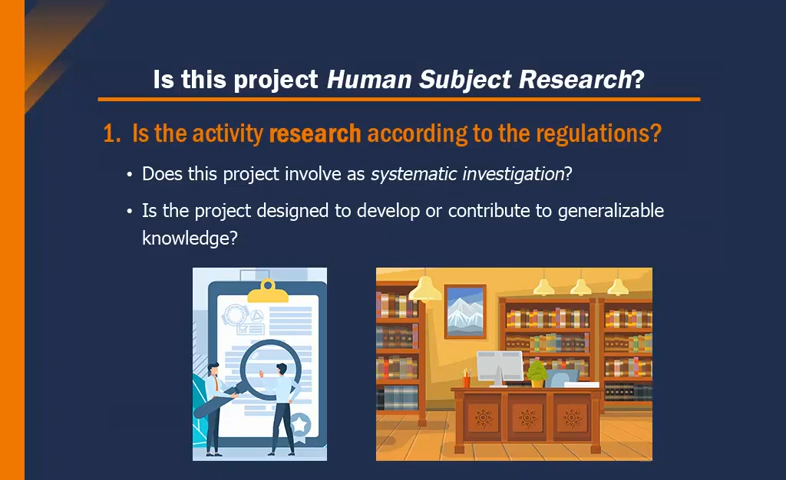 Is this project Human Subject Research?
1. Is the activity research according to the regulations?
• Does this project involve as systematic investigation?
• Is the project designed to develop or contribute to generalizable
knowledge?